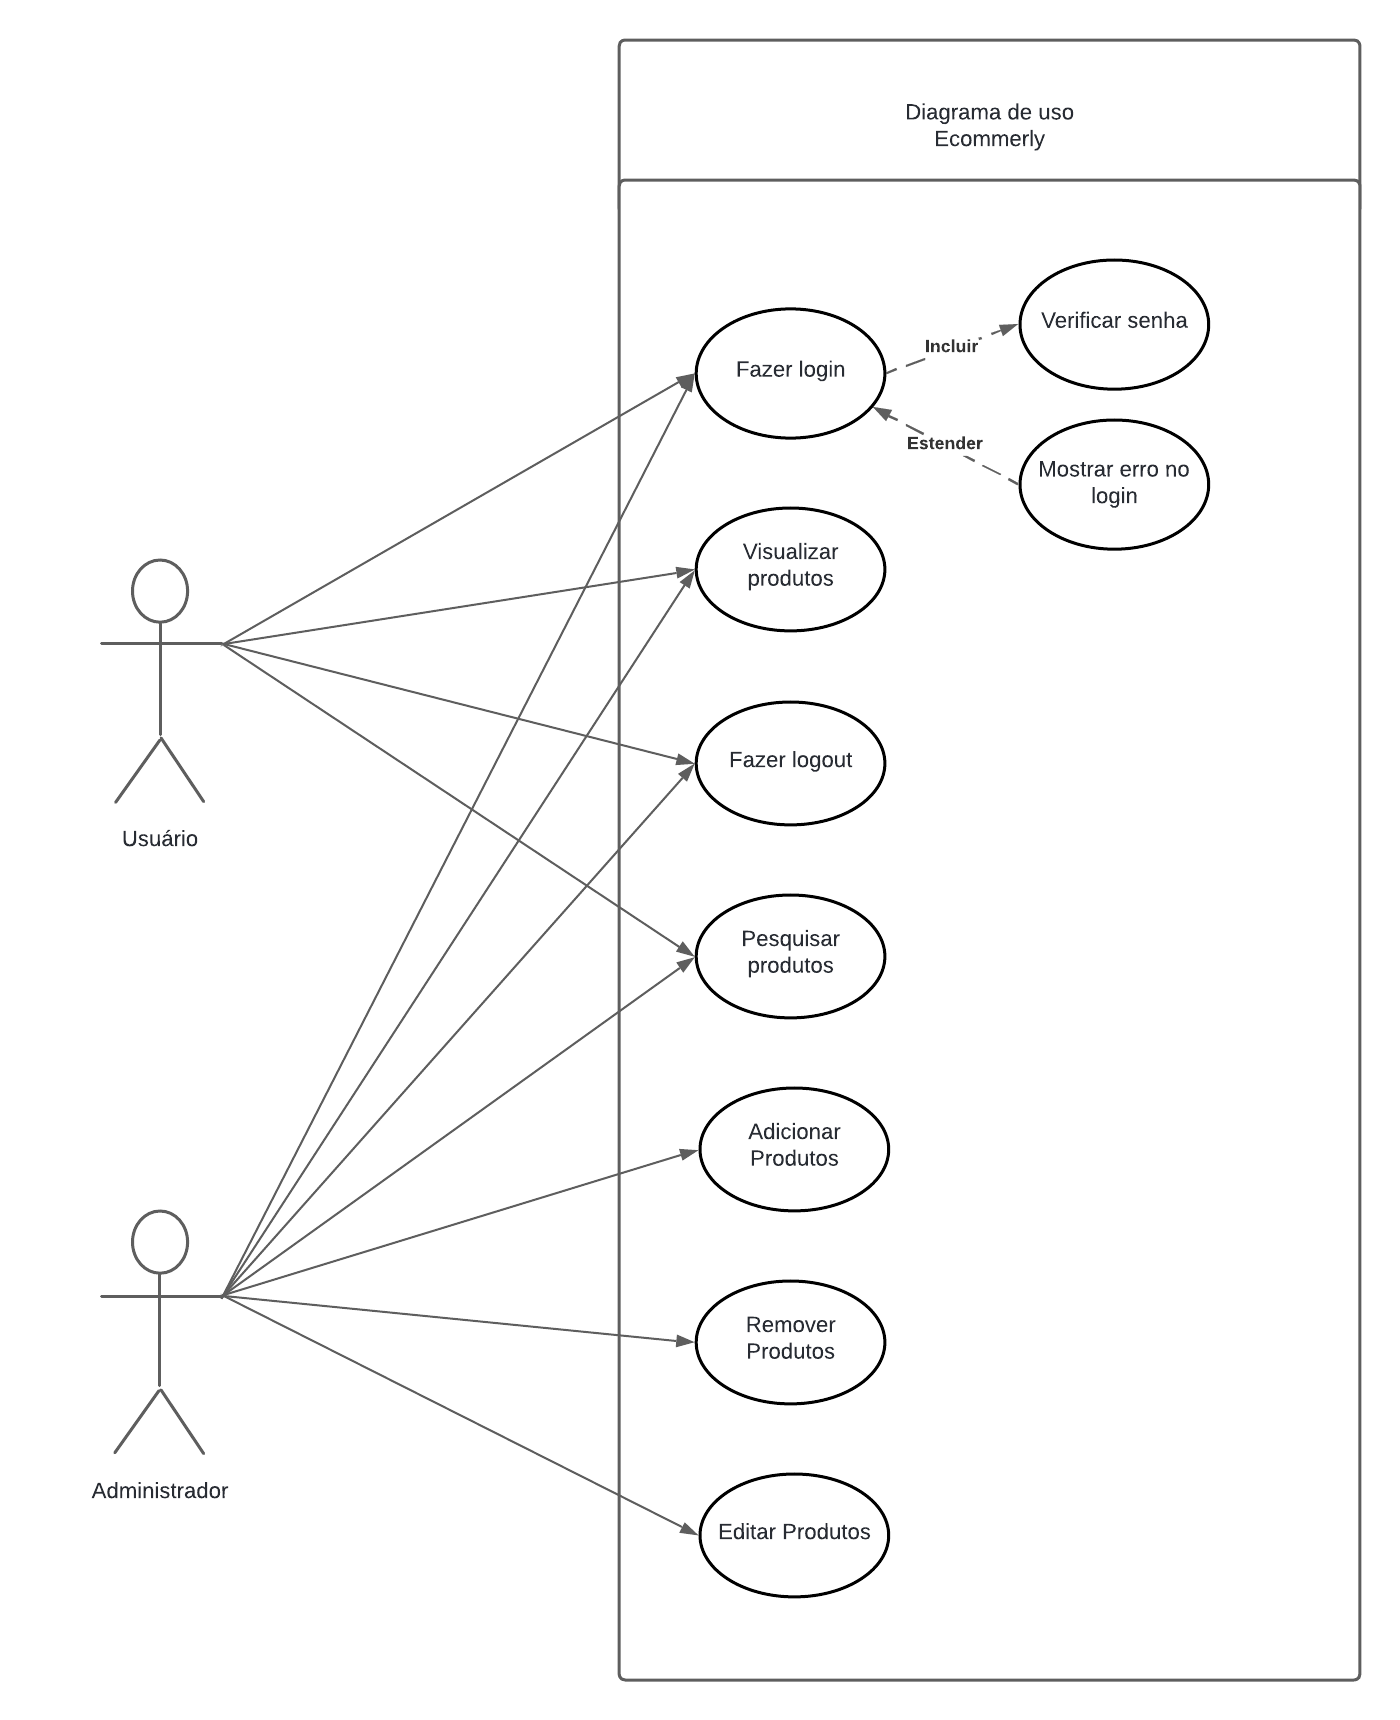 Diagrama de uso
Ecommerly
Fazer login
Incluir
Verificar senha
Estender
Mostrar erro no
login
Visualizar
produtos
Fazer logout
Usuário
Pesquisar
produtos
Adicionar
Produtos
Remover
Produtos
Administrador
Editar Produtos